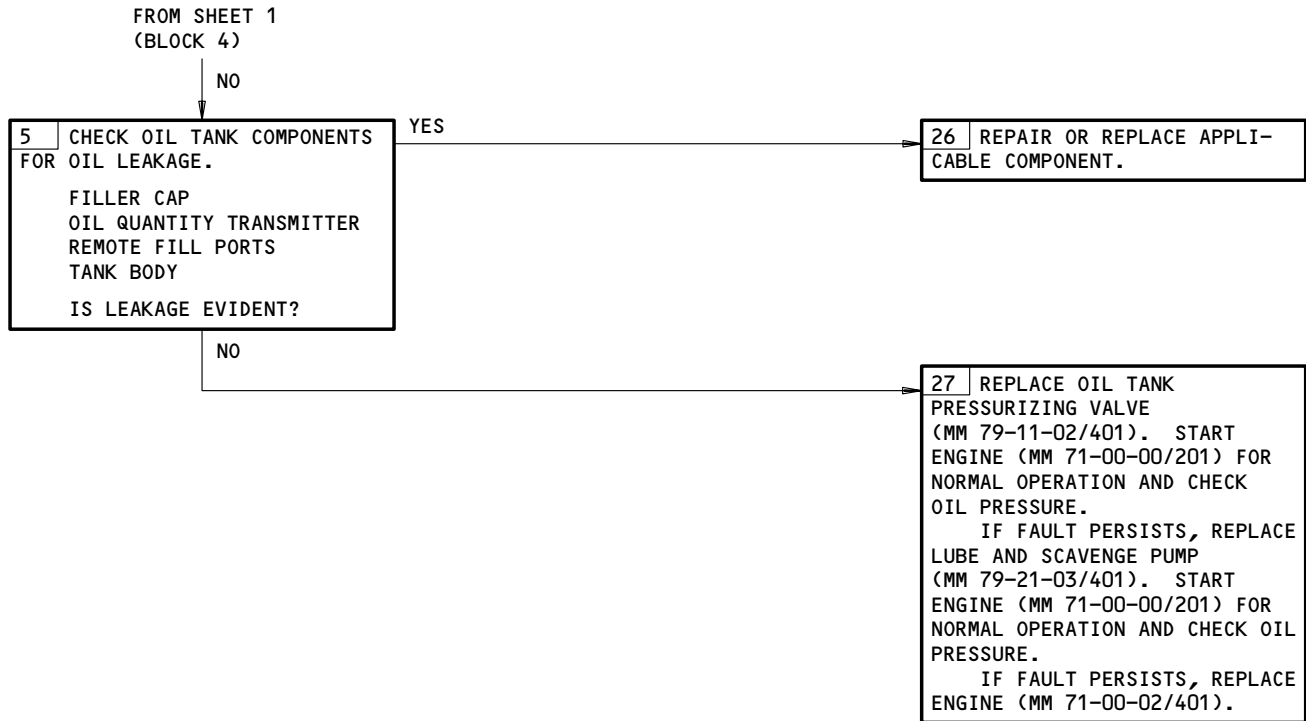 FROM SHEET 1
(BLOCK 4)
NO
5 CHECK OIL TANK COMPONENTS
FOR OIL LEAKAGE.
FILLER CAP
OIL QUANTITY TRANSMITTER
REMOTE FILL PORTS
TANK BODY
IS LEAKAGE EVIDENT?
YES
26 REPAIR OR REPLACE APPLI-
CABLE COMPONENT.
NO
27 REPLACE OIL TANK
PRESSURIZING VALVE
(MM 79-11-02/401). START
ENGINE (MM 71-00-00/201) FOR
NORMAL OPERATION AND CHECK
OIL PRESSURE.
IF FAULT PERSISTS, REPLACE
LUBE AND SCAVENGE PUMP
(MM 79-21-03/401). START
ENGINE (MM 71-00-00/201) FOR
NORMAL OPERATION AND CHECK OIL
PRESSURE.
IF FAULT PERSISTS, REPLACE
ENGINE (MM 71-00-02/401).